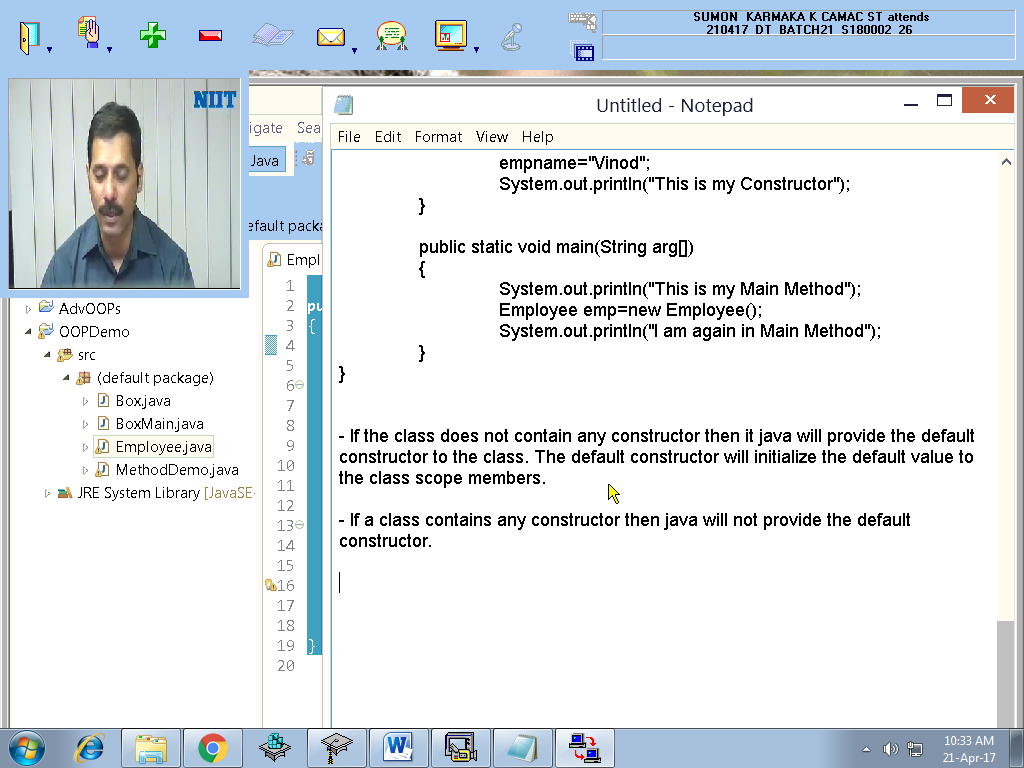 SUMON KARMAKA K CAMAC ST attends
210417_DT_BATCH21_S180002_26
NIIT
igate Sea
Java
efault packa
Untitled - Notepad
File Edit Format View Help
empname="Vinod";
System.out.println("This is my Constructor");
}
public static void main(String arg[])
{
System.out.println("This is my Main Method");
Employee emp=new Employee();
System.out.println("I am again in Main Method");
}
}
- If the class does not contain any constructor then it java will provide the default
constructor to the class. The default constructor will initialize the default value to
the class scope members.
- If a class contains any constructor then java will not provide the default
constructor.
Empl
1
2 pu
3 {
4
5
6
7
8
9
10
11
12
13
14
15
16
17
18
19 }
20
AdvOOPs
OOPDemo
src
(default package)
Box.java
BoxMain.java
Employee.java
MethodDemo.java
JRE System Library [JavaSE-
10:33 AM
21-Apr-17